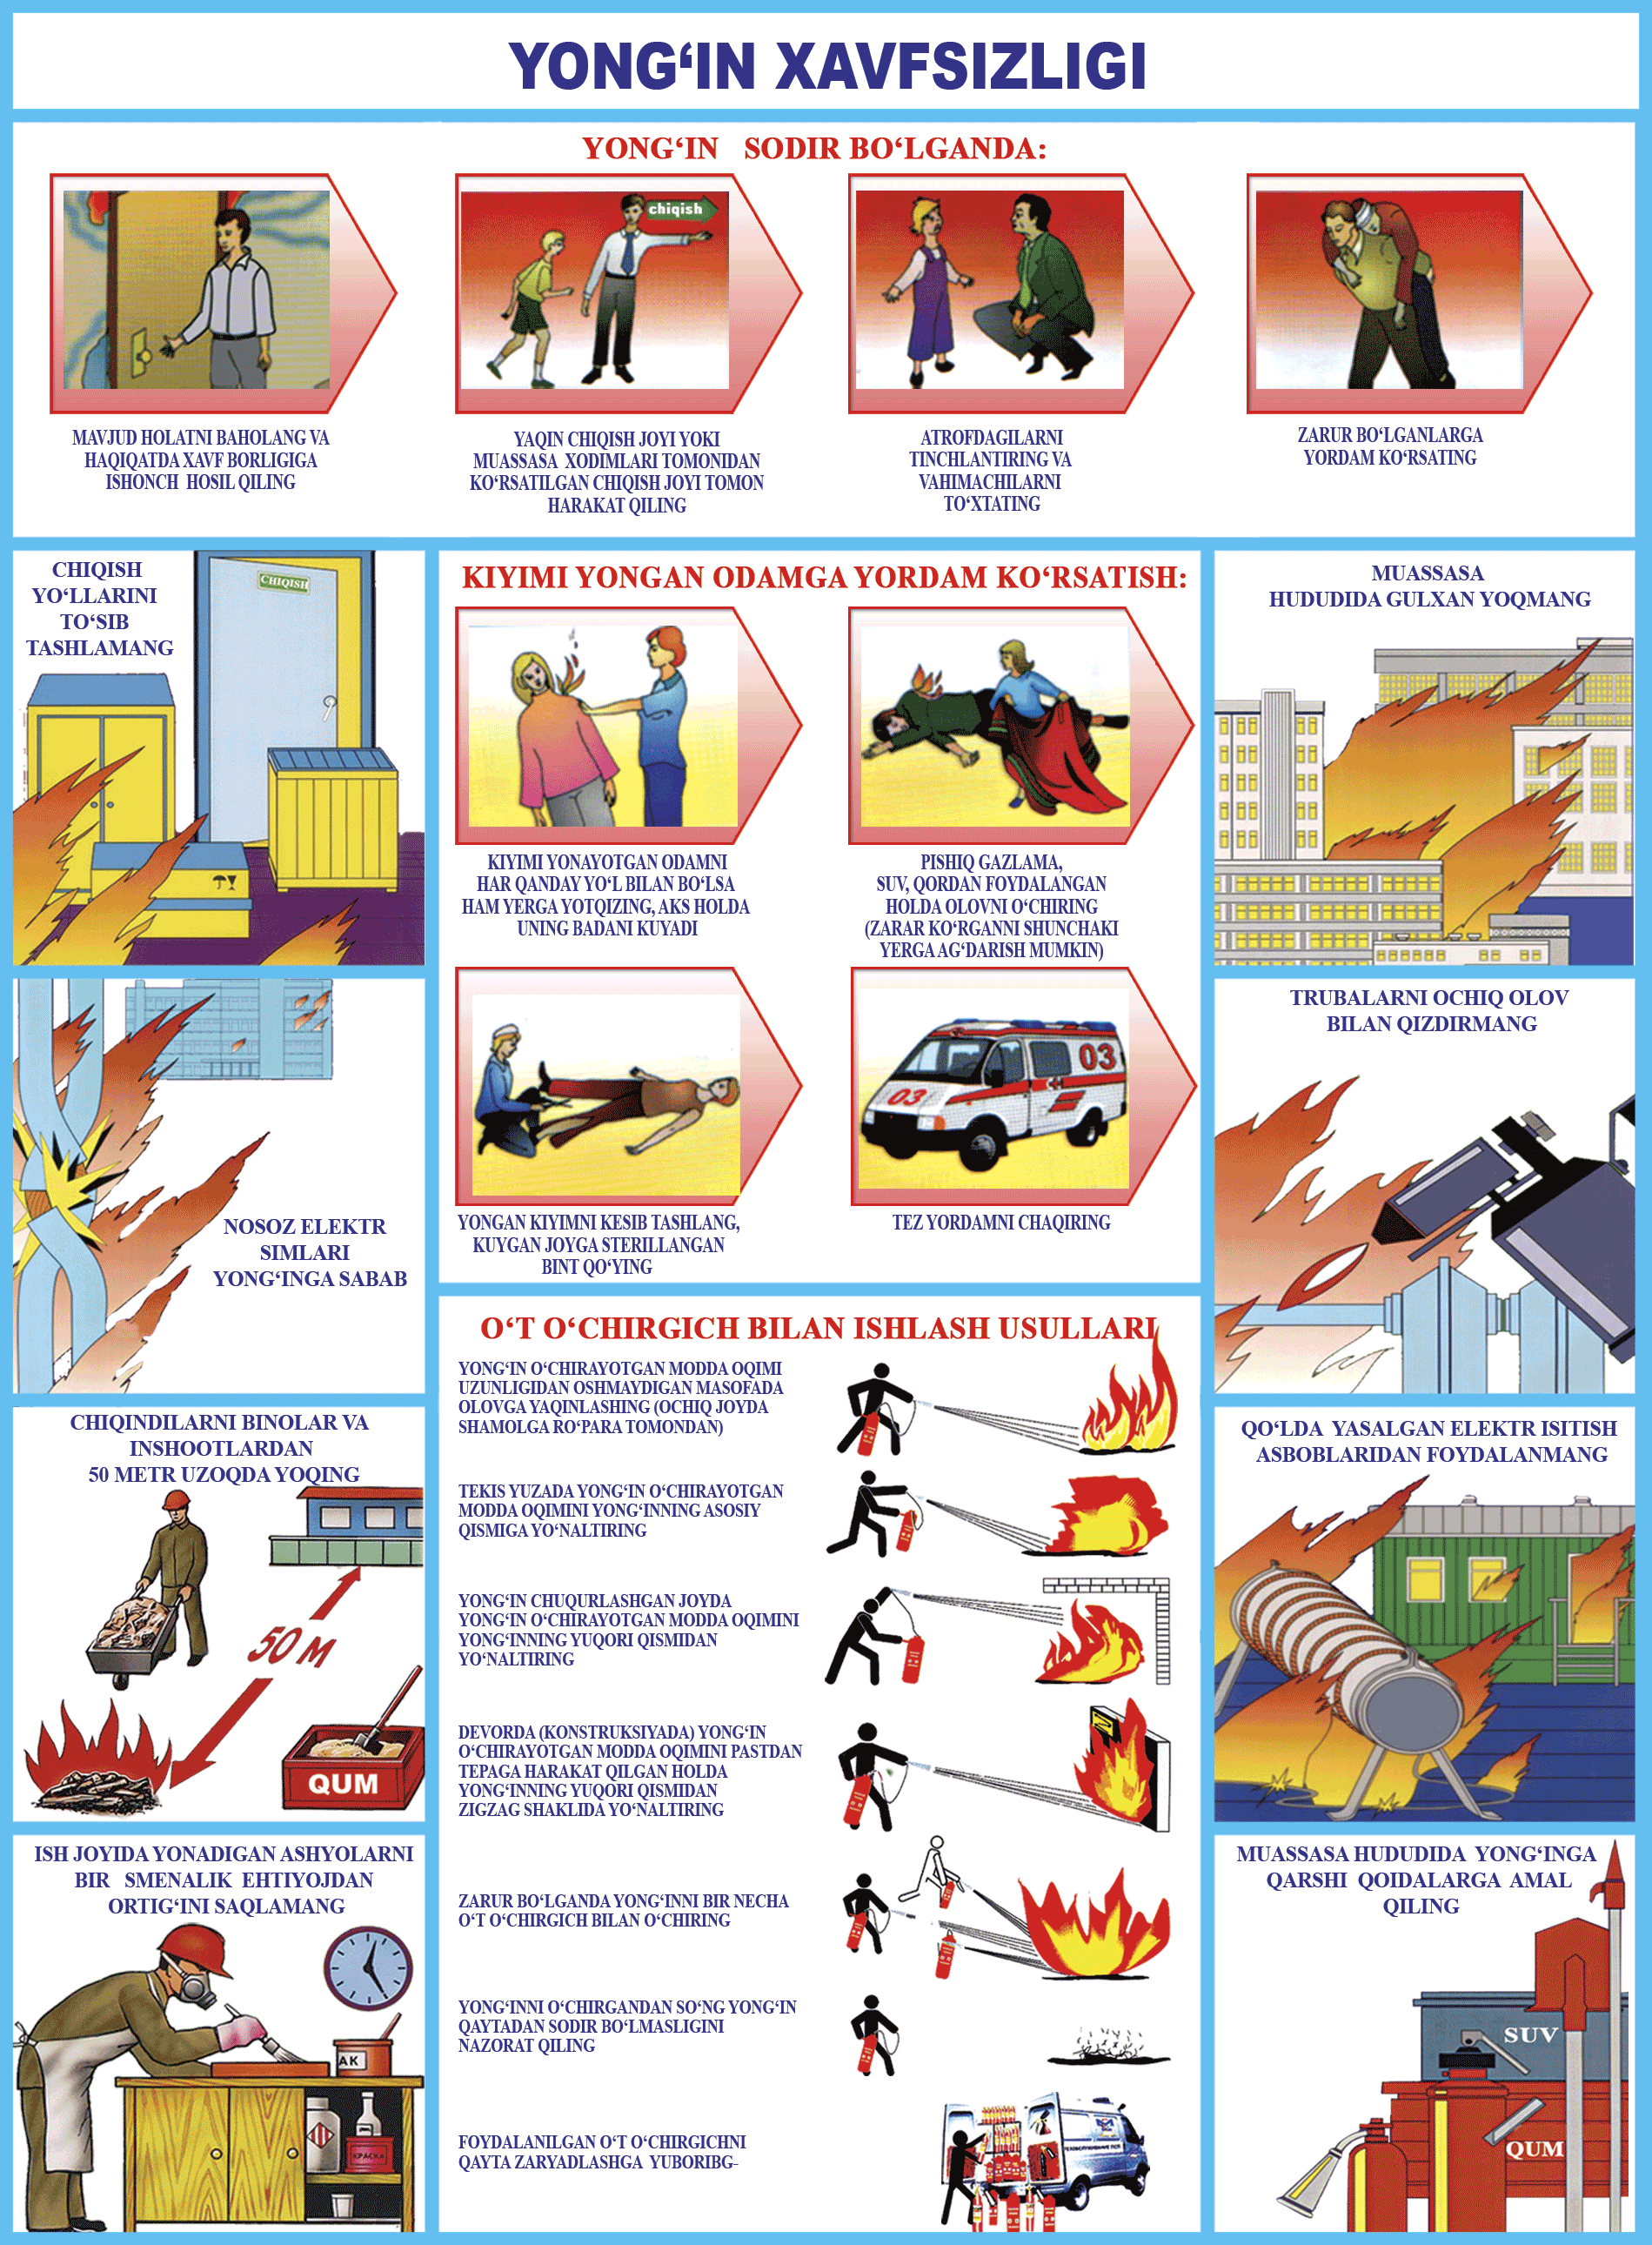 YONG‘IN XAVFSIZLIGI
YONG‘IN SODIR BO‘LGANDA:
chiqish
MAVJUD HOLATNI BAHOLANG VA
HAQIQATDA XAVF BORLIGIGA
ISHONCH HOSIL QILING
YAQIN CHIQISH JOYI YOKI
MUASSASA XODIMLARI TOMONIDAN
KO‘RSATILGAN CHIQISH JOYI TOMON
HARAKAT QILING
ATROFDAGILARNI
TINCHLANTIRING VA
VAHIMACHILARNI
TO‘XTATING
ZARUR BO‘LGANLARGA
YORDAM KO‘RSATING
CHIQISH
YO‘LLARINI
TO‘SIB
TASHLAMANG
CHIQISH
NOSOZ ELEKTR
SIMLARI
YONG‘INGA SABAB
CHIQINDILARNI BINOLAR VA
INSHOOTLARDAN
50 METR UZOQDA YOQING
50 M
QUM
ISH JOYIDA YONADIGAN ASHYOLARNI
BIR SMENALIK EHTIYOJDAN
ORTIG‘INI SAQLAMANG
АК
КРАСКА
KIYIMI YONGAN ODAMGA YORDAM KO‘RSATISH:
KIYIMI YONAYOTGAN ODAMNI
HAR QANDAY YO‘L BILAN BO‘LSA
HAM YERGA YOTQIZING, AKS HOLDA
UNING BADANI KUYADI
PISHIQ GAZLAMA,
SUV, QORDAN FOYDALANGAN
HOLDA OLOVNI O‘CHIRING
(ZARAR KO‘RGANNI SHUNCHAKI
YERGA AG‘DARISH MUMKIN)
03
03
YONGAN KIYIMNI KESIB TASHLANG,
KUYGAN JOYGA STERILLANGAN
BINT QO‘YING
TEZ YORDAMNI CHAQIRING
O‘T O‘CHIRGICH BILAN ISHLASH USULLARI
YONG‘IN O‘CHIRAYOTGAN MODDA OQIMI
UZUNLIGIDAN OSHMAYDIGAN MASOFADA
OLOVGA YAQINLASHING (OCHIQ JOYDA
SHAMOLGA RO‘PARA TOMONDAN)
TEKIS YUZADA YONG‘IN O‘CHIRAYOTGAN
MODDA OQIMINI YONG‘INNING ASOSIY
QISMIGA YO‘NALTIRING
YONG‘IN CHUQURLASHGAN JOYDA
YONG‘IN O‘CHIRAYOTGAN MODDA OQIMINI
YONG‘INNING YUQORI QISMIDAN
YO‘NALTIRING
DEVORDA (KONSTRUKSIYADA) YONG‘IN
O‘CHIRAYOTGAN MODDA OQIMINI PASTDAN
TEPAGA HARAKAT QILGAN HOLDA
YONG‘INNING YUQORI QISMIDAN
ZIGZAG SHAKLIDA YO‘NALTIRING
ZARUR BO‘LGANDA YONG‘INNI BIR NECHA
O‘T O‘CHIRGICH BILAN O‘CHIRING
YONG‘INNI O‘CHIRGANDAN SO‘NG YONG‘IN
QAYTADAN SODIR BO‘LMASLIGINI
NAZORAT QILING
FOYDALANILGAN O‘T O‘CHIRGICHNI
QAYTA ZARYADLASHGA YUBORIBG-
MUASSASA
HUDUDIDA GULXAN YOQMANG
TRUBALARNI OCHIQ OLOV
BILAN QIZDIRMANG
QO‘LDA YASALGAN ELEKTR ISITISH
ASBOBLARIDAN FOYDALANMANG
MUASSASA HUDUDIDA YONG‘INGA
QARSHI QOIDALARGA AMAL
QILING
SUV
QUM